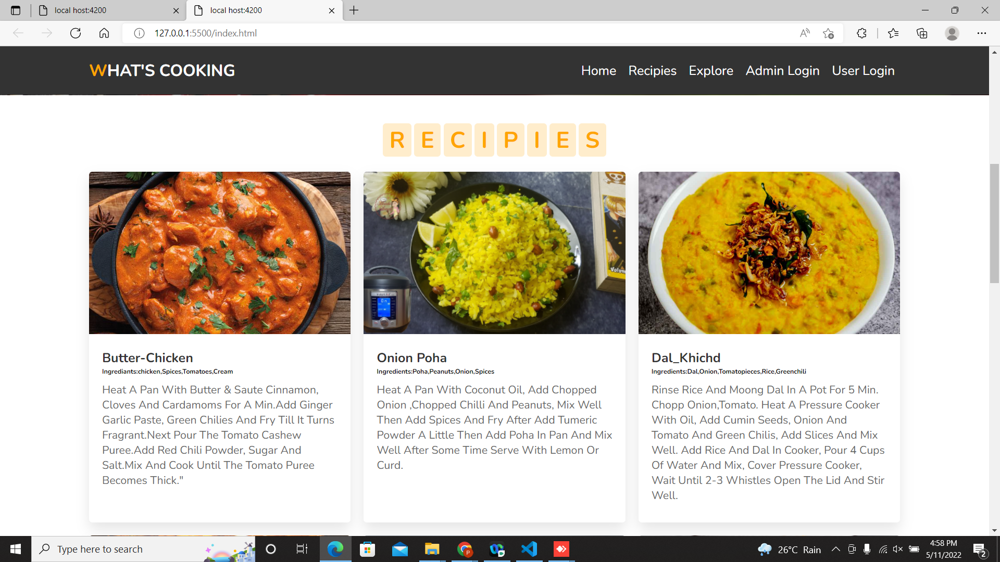 local host:4200
local host:4200
127.0.0.1:5500/index.html
WHAT'S COOKING
Home Recipies Explore Admin Login User Login
R E C I P I E S
Volume
On
Butter-Chicken
Ingrediants:chicken,Spices,Tomatoes,Cream
Heat A Pan With Butter & Saute Cinnamon,
Cloves And Cardamoms For A Min.Add Ginger
Garlic Paste, Green Chilies And Fry Till It Turns
Fragrant.Next Pour The Tomato Cashew
Puree.Add Red Chili Powder, Sugar And
Salt.Mix And Cook Until The Tomato Puree
Becomes Thick."
Onion Poha
Ingredients:Poha,Peanuts,Onion,Spices
Heat A Pan With Coconut Oil, Add Chopped
Onion ,Chopped Chilli And Peanuts, Mix Well
Then Add Spices And Fry After Add Tumeric
Powder A Little Then Add Poha In Pan And Mix
Well After Some Time Serve With Lemon Or
Curd.
Dal_Khichd
Ingredients:Dal,Onion,Tomatopieces,Rice,Greenchili
Rinse Rice And Moong Dal In A Pot For 5 Min.
Chopp Onion,Tomato. Heat A Pressure Cooker
With Oil, Add Cumin Seeds, Onion And
Tomato And Green Chilis, Add Slices And Mix
Well. Add Rice And Dal In Cooker, Pour 4 Cups
Of Water And Mix, Cover Pressure Cooker,
Wait Until 2-3 Whistles Open The Lid And Stir
Well.
Type here to search
26°C Rain
4:58 PM
5/11/2022
2